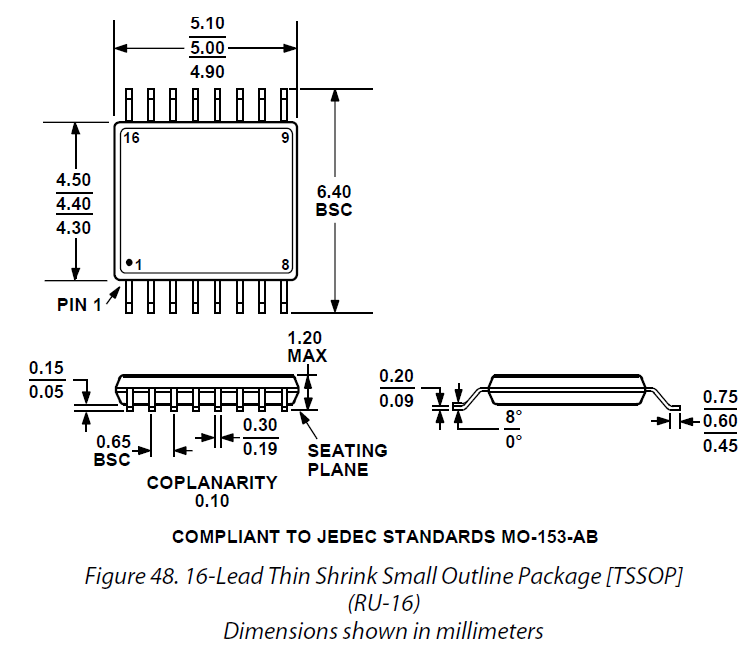 5.10
5.00
4.90
16
9
4.50
4.40
4.30
6.40
BSC
1
8
PIN 1
1.20
MAX
0.15
0.05
0.20
0.09
0.75
0.60
0.45
8°
0°
0.65
BSC
0.30
0.19
SEATING
PLANE
COPLANARITY
0.10
COMPLIANT TO JEDEC STANDARDS MO-153-AB
Figure 48. 16-Lead Thin Shrink Small Outline Package [TSSOP]
(RU-16)
Dimensions shown in millimeters